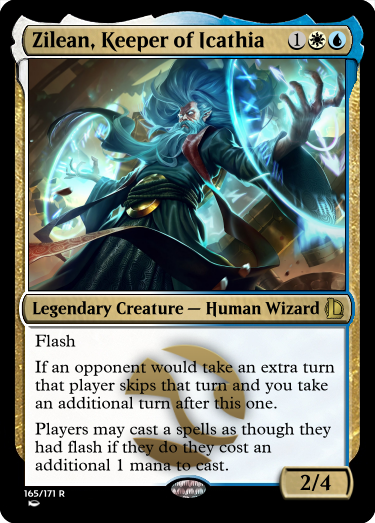 Zilean, Keeper of Icathia 1
Legendary Creature — Human Wizard
Flash
If an opponent would take an extra turn
that player skips that turn and you take
an additional turn after this one.
Players may cast a spells as though they
had flash if they do they cost an
additional 1 mana to cast.
2/4
165/171 R